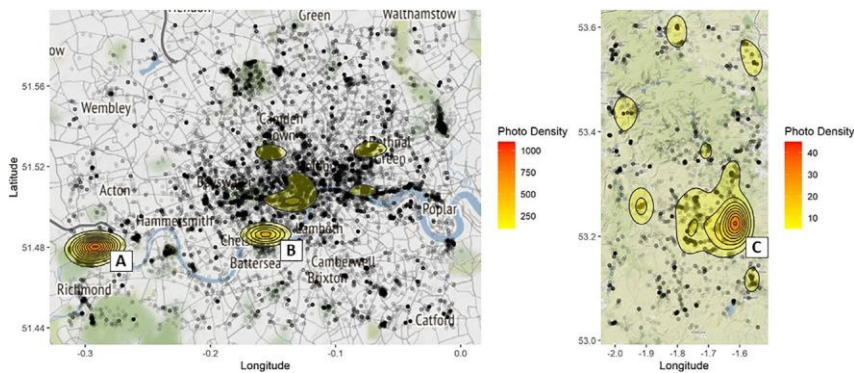 Green
Walthamstow
51.56
Wembley
Camden
Town
51.52
Bethnal
Green
Photo Density
1000
750
500
250
Acton
Hammersmith
Poplar
51.48
A
B
Lambeth
Battersea
Camberwell
Brixton
Richmond
Catford
51.44
-0.3
-0.2
-0.1
0.0
Longitude
Latitude
53.6
53.4
53.2
53.0
C
Photo Density
40
30
20
10
-2.0
-1.9
-1.8
-1.7
-1.6
Longitude